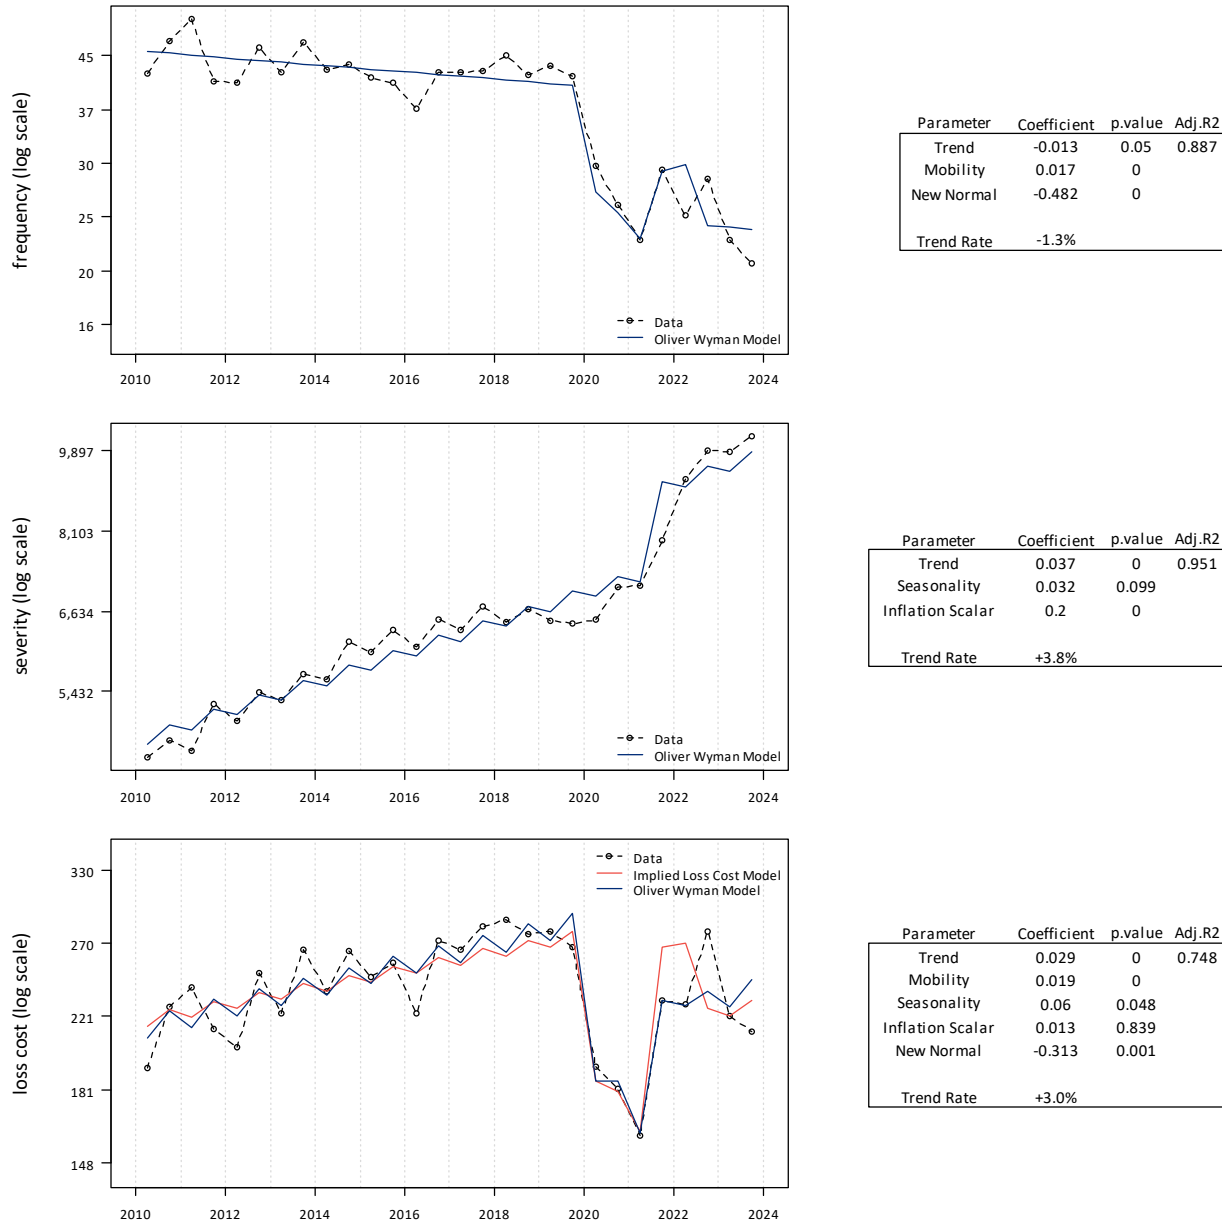 frequency (log scale)
45
37
30
25
20
16
Data
Oliver Wyman Model
2010 2012 2014 2016 2018 2020 2022 2024
Parameter Coefficient p.value Adj.R2
Trend -0.013 0.05 0.887
Mobility 0.017 0
New Normal -0.482 0
Trend Rate -1.3%
severity (log scale)
9,897
8,103
6,634
5,432
Data
Oliver Wyman Model
2010 2012 2014 2016 2018 2020 2022 2024
Parameter Coefficient p.value Adj.R2
Trend 0.037 0 0.951
Seasonality 0.032 0.099
Inflation Scalar 0.2 0
Trend Rate +3.8%
loss cost (log scale)
330
270
221
181
148
Data
Implied Loss Cost Model
Oliver Wyman Model
2010 2012 2014 2016 2018 2020 2022 2024
Parameter Coefficient p.value Adj.R2
Trend 0.029 0 0.748
Mobility 0.019 0
Seasonality 0.06 0.048
Inflation Scalar 0.013 0.839
New Normal -0.313 0.001
Trend Rate +3.0%